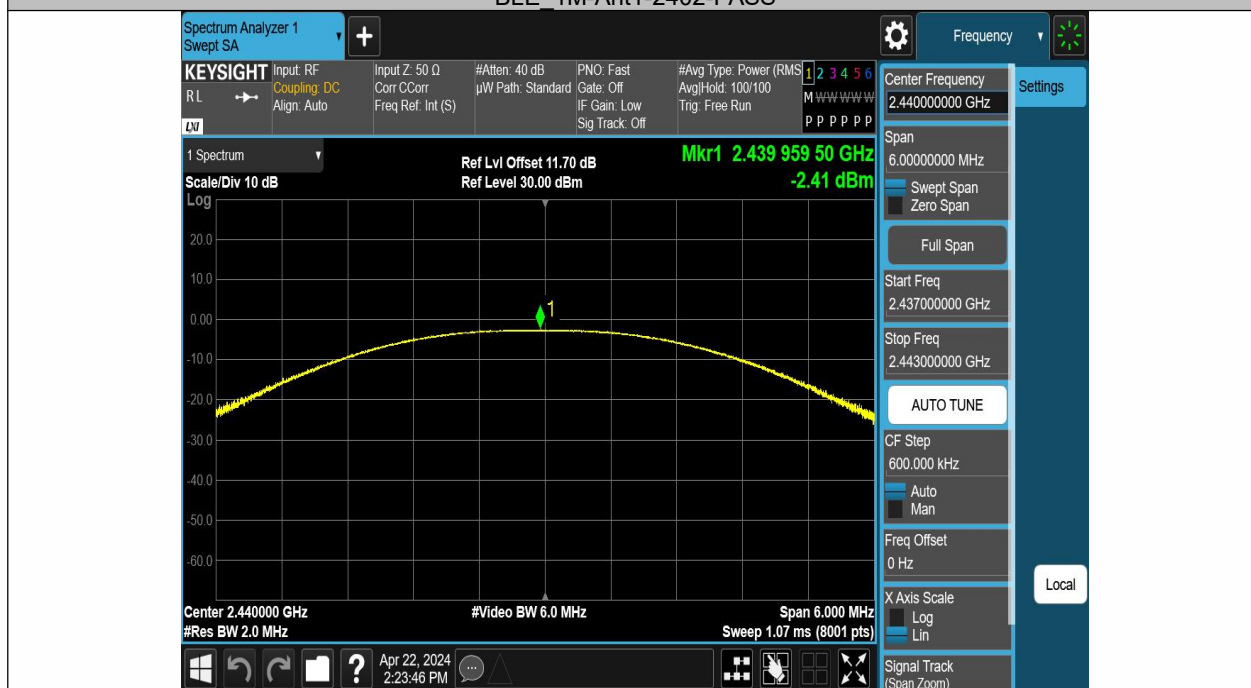 BLE_1M-Ant1-2402-PASS
Spectrum Analyzer 1
Swept SA
+
Frequency
KEYSIGHT
RL
LXI
Input: RF
Coupling: DC
Align: Auto
Input Z: 50 Ω
Corr CCorr
Freq Ref: Int (S)
#Atten: 40 dB
µW Path: Standard
PNO: Fast
Gate: Off
IF Gain: Low
Sig Track: Off
#Avg Type: Power (RMS
Avg|Hold: 100/100
Trig: Free Run
1 2 3 4 5 6
M W W W W W
P P P P P P
Center Frequency
2.440000000 GHz
Settings
Span
6.00000000 MHz
Swept Span
Zero Span
Full Span
Start Freq
2.437000000 GHz
Stop Freq
2.443000000 GHz
AUTO TUNE
CF Step
600.000 kHz
Auto
Man
Freq Offset
0 Hz
X Axis Scale
Log
Lin
Signal Track
(Span Zoom)
Local
1 Spectrum
Scale/Div 10 dB
Log
Ref Lvl Offset 11.70 dB
Ref Level 30.00 dBm
Mkr1 2.439 959 50 GHz
-2.41 dBm
20.0
10.0
0.00
-10.0
-20.0
-30.0
-40.0
-50.0
-60.0
1
Center 2.440000 GHz
#Res BW 2.0 MHz
#Video BW 6.0 MHz
Span 6.000 MHz
Sweep 1.07 ms (8001 pts)
?
Apr 22, 2024
2:23:46 PM